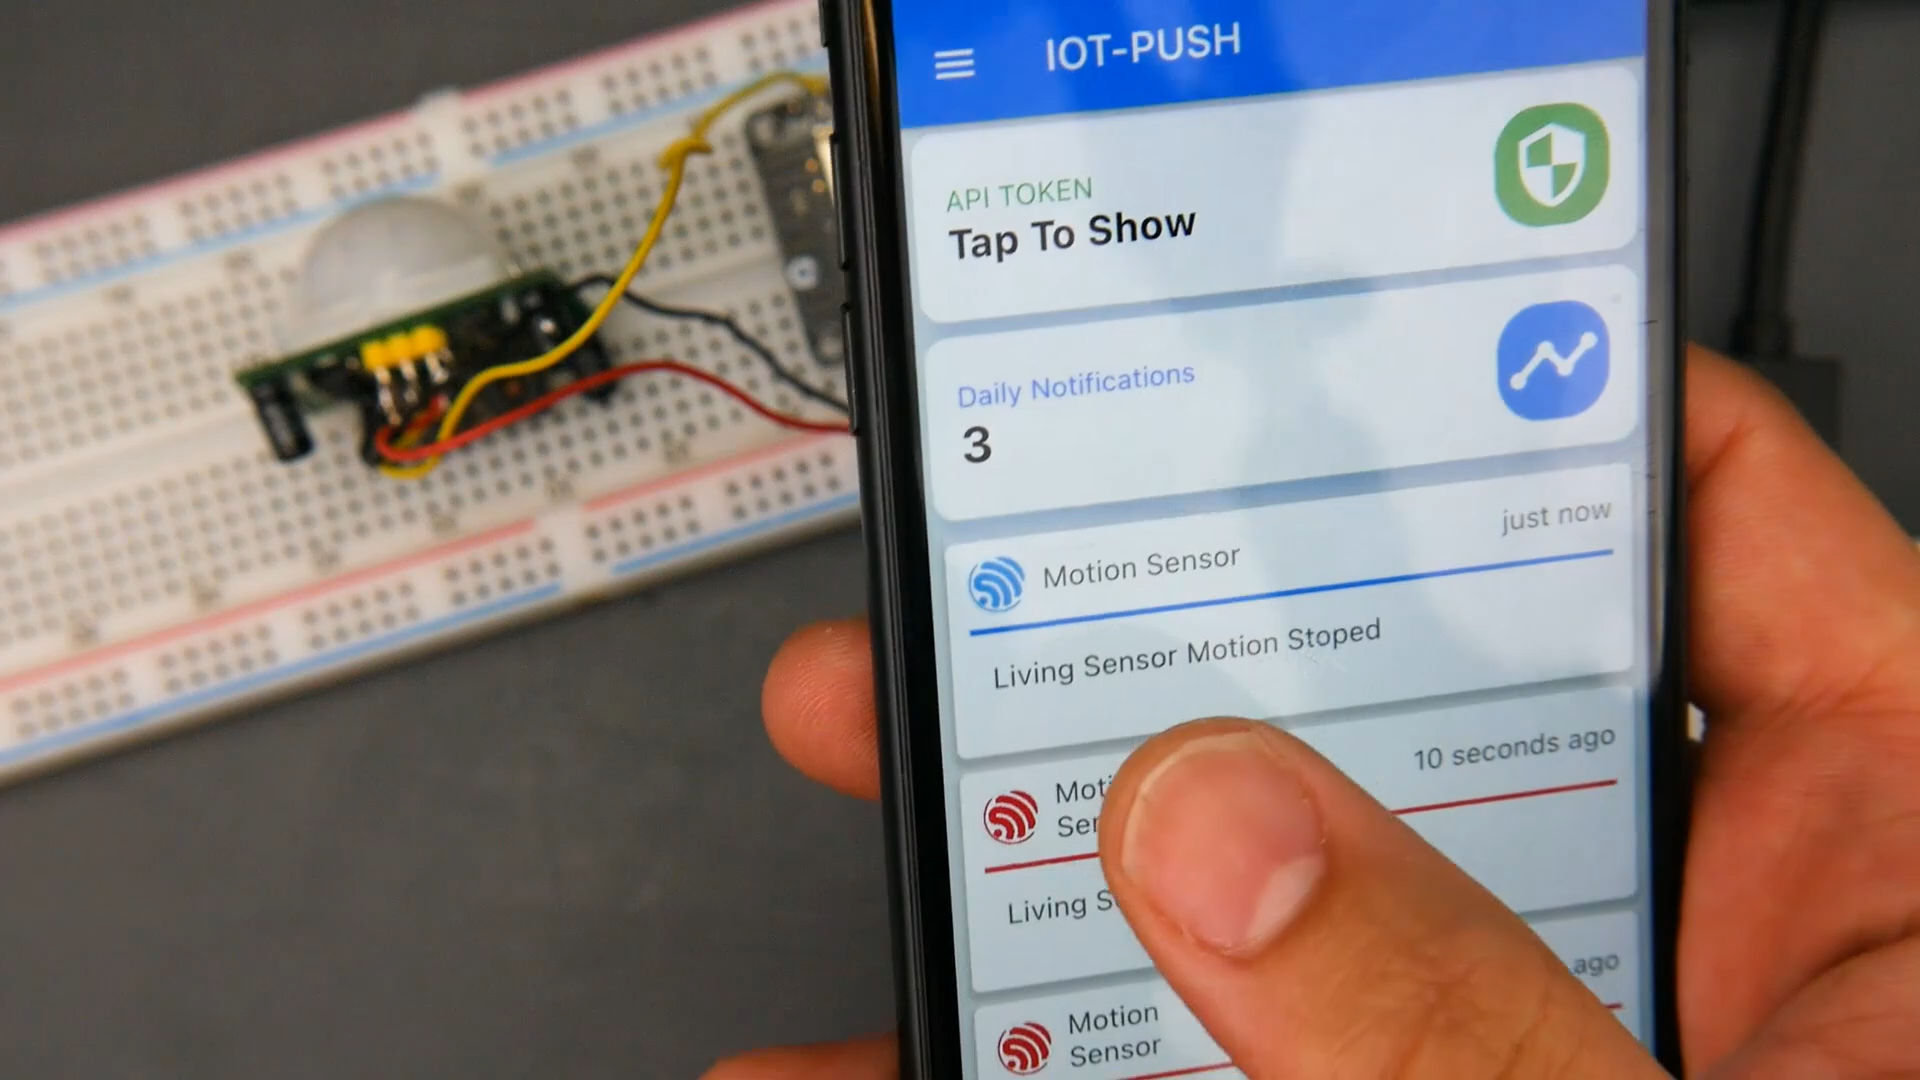 IOT-PUSH
API TOKEN
Tap To Show
Daily Notifications
3
just now
Motion Sensor
Living Sensor Motion Stoped
10 seconds ago
Living
ago
Motion
Sensor